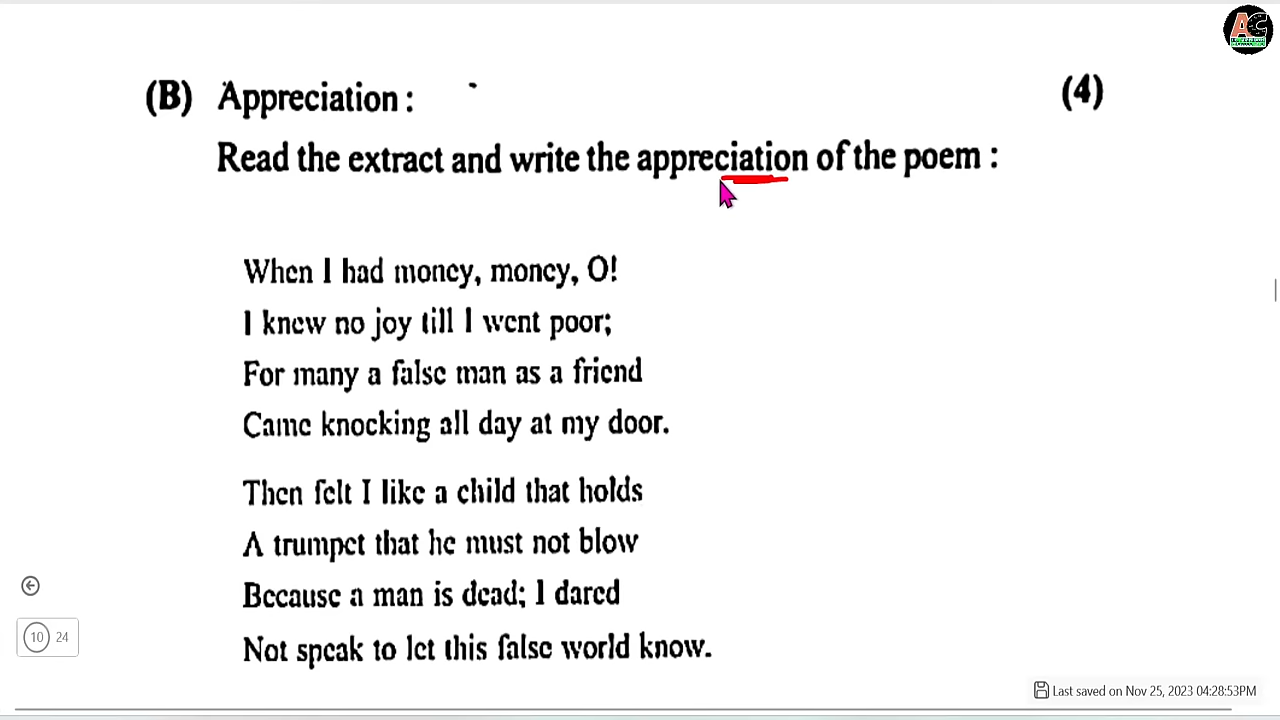 (B) Appreciation :
(4)
Read the extract and write the appreciation of the poem :
When I had money, money, O!
I knew no joy till I went poor;
For many a false man as a friend
Came knocking all day at my door.
Then felt I like a child that holds
A trumpet that he must not blow
Because a man is dead; I dared
Not speak to let this false world know.
10 24
Last saved on Nov 25, 2023 04:28:53PM
AC